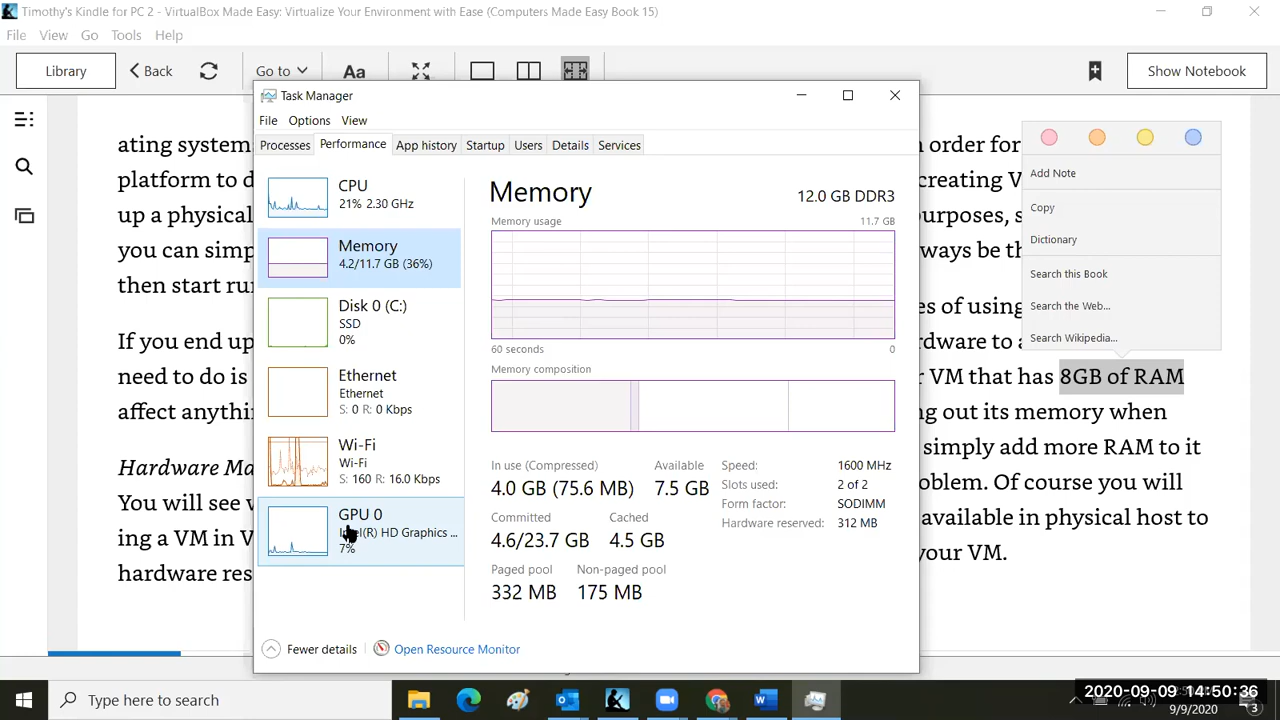 Timothy's Kindle for PC 2 - VirtualBox Made Easy: Virtualize Your Environment with Ease (Computers Made Easy Book 15)
File View Go Tools Help
Library Back Go to Aa Show Notebook
ating system
platform to d
up a physical
you can simp
then start ru
If you end up
need to do is
affect anythi
Hardware Ma
You will see v
ing a VM in V
hardware res
Task Manager
File Options View
Processes Performance App history Startup Users Details Services
CPU
21% 2.30 GHz
Memory
4.2/11.7 GB (36%)
Disk 0 (C:)
SSD
0%
Ethernet
Ethernet
S: 0 R: 0 Kbps
Wi-Fi
Wi-Fi
S: 160 R: 16.0 Kbps
GPU 0
HD Graphics ...
7%
Memory 12.0 GB DDR3
Memory usage 11.7 GB
60 seconds 0
Memory composition
In use (Compressed) Available
4.0 GB (75.6 MB) 7.5 GB
Committed Cached
4.6/23.7 GB 4.5 GB
Paged pool Non-paged pool
332 MB 175 MB
Speed: 1600 MHz
Slots used: 2 of 2
Form factor: SODIMM
Hardware reserved: 312 MB
Fewer details Open Resource Monitor
n order for
creating V
urposes, s
ways be th
es of using
dware to a
r VM that has 8GB of RAM
ng out its memory when
simply add more RAM to it
oblem. Of course you will
available in physical host to
your VM.
Add Note
Copy
Dictionary
Search this Book
Search the Web...
Search Wikipedia...
Type here to search
2020-09-09 14:50:36
9/9/2020
3